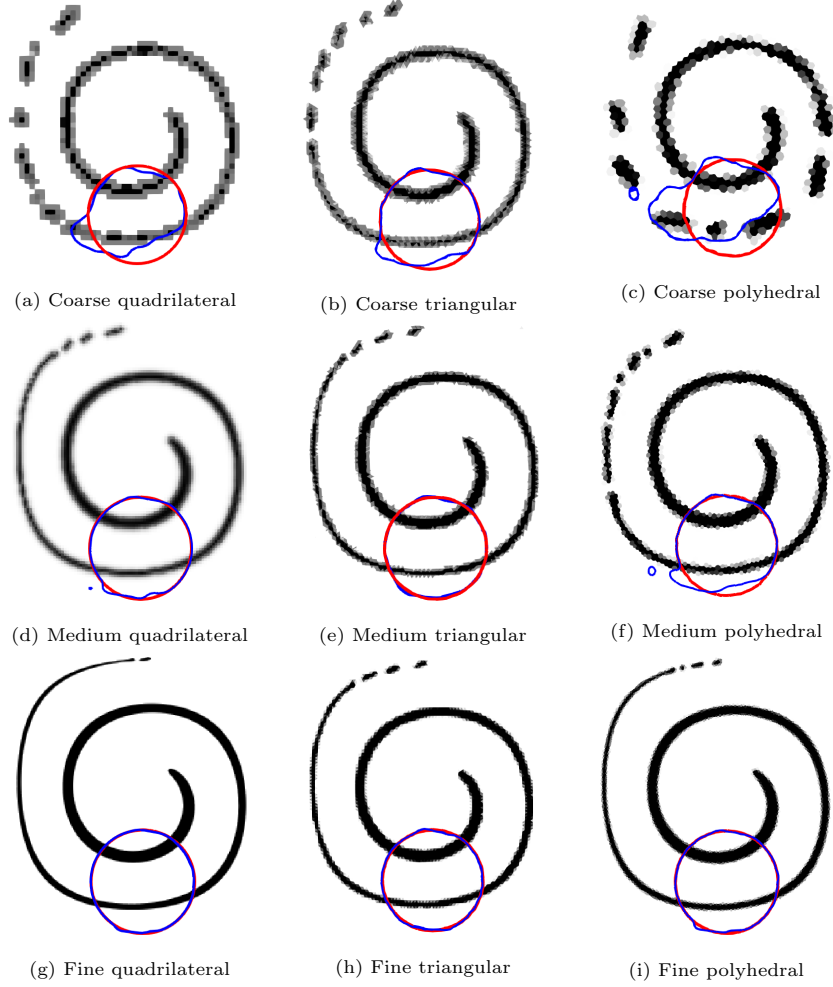 (a) Coarse quadrilateral
(b) Coarse triangular
(c) Coarse polyhedral
(d) Medium quadrilateral
(e) Medium triangular
(f) Medium polyhedral
(g) Fine quadrilateral
(h) Fine triangular
(i) Fine polyhedral